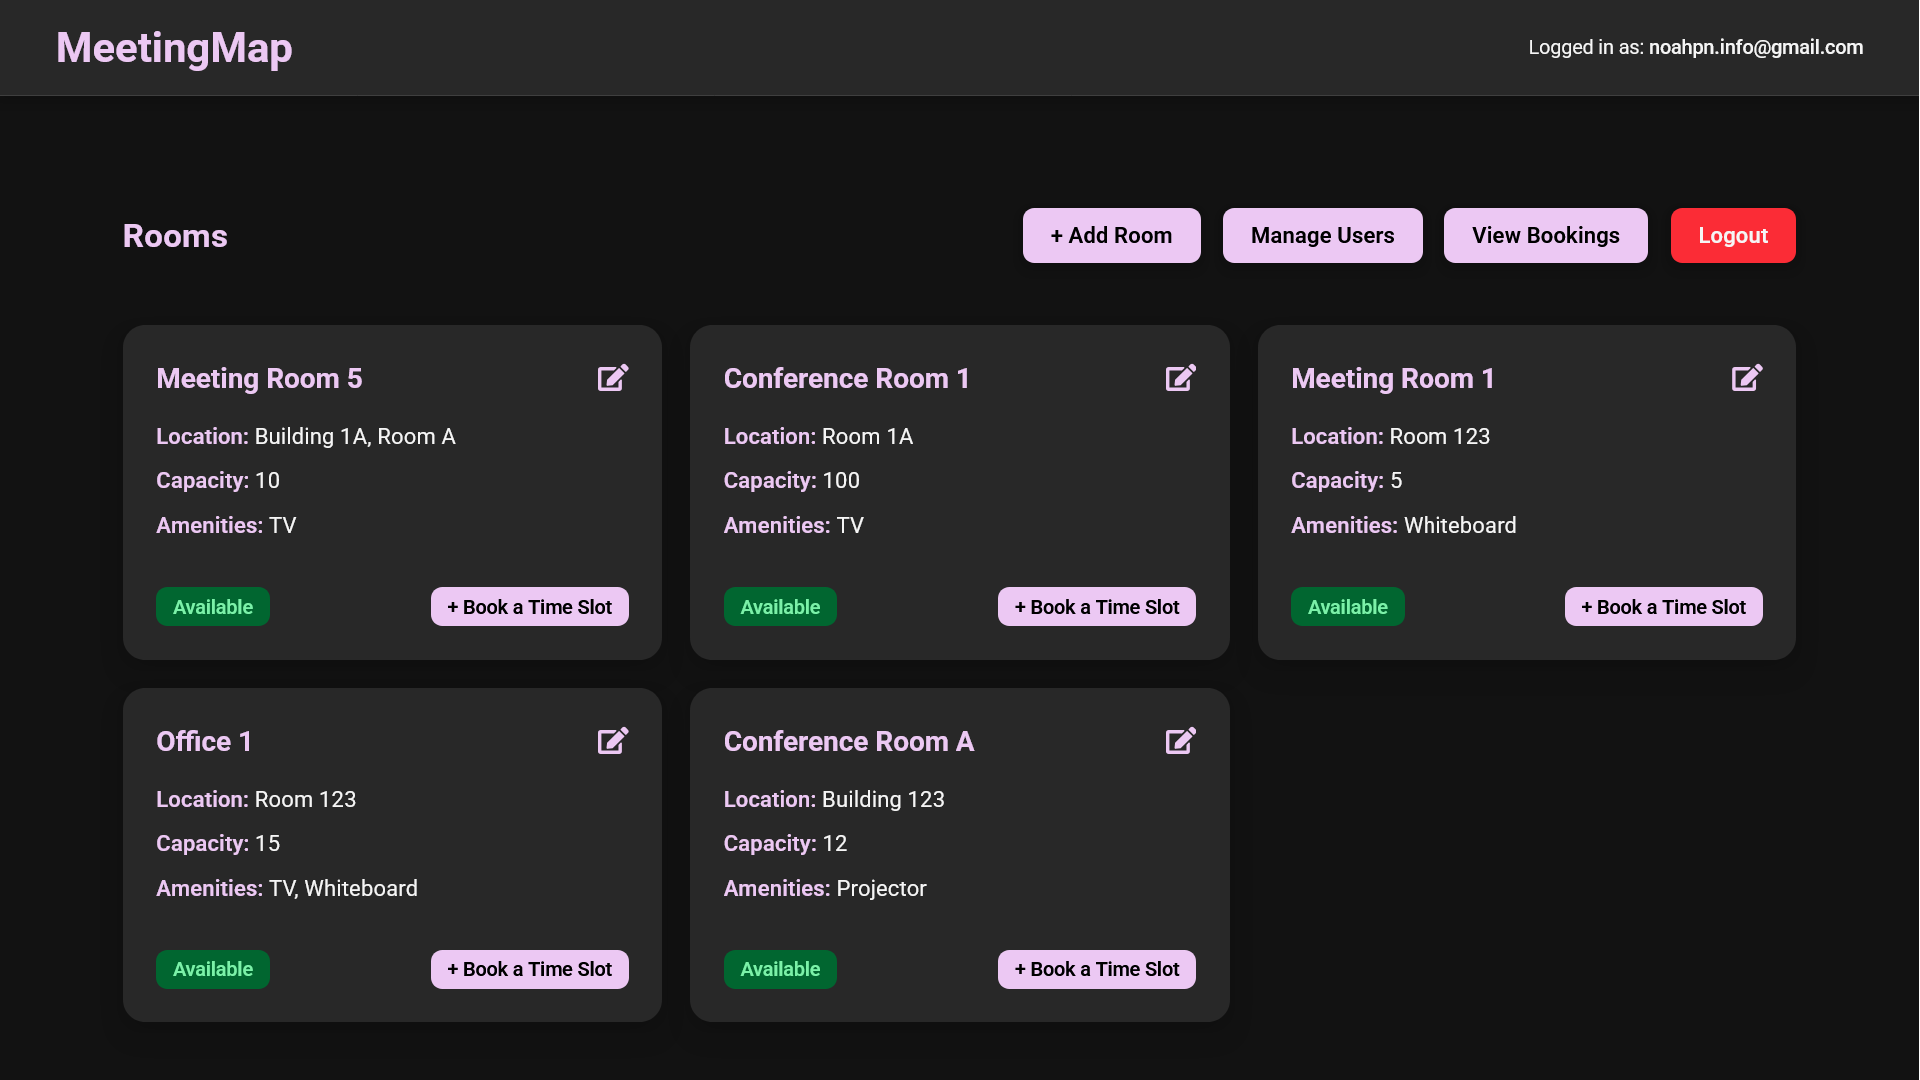 MeetingMap
Logged in as: noahpn.info@gmail.com
Rooms
+ Add Room
Manage Users
View Bookings
Logout
Meeting Room 5
Location: Building 1A, Room A
Capacity: 10
Amenities: TV
Available
+ Book a Time Slot
Conference Room 1
Location: Room 1A
Capacity: 100
Amenities: TV
Available
+ Book a Time Slot
Meeting Room 1
Location: Room 123
Capacity: 5
Amenities: Whiteboard
Available
+ Book a Time Slot
Office 1
Location: Room 123
Capacity: 15
Amenities: TV, Whiteboard
Available
+ Book a Time Slot
Conference Room A
Location: Building 123
Capacity: 12
Amenities: Projector
Available
+ Book a Time Slot